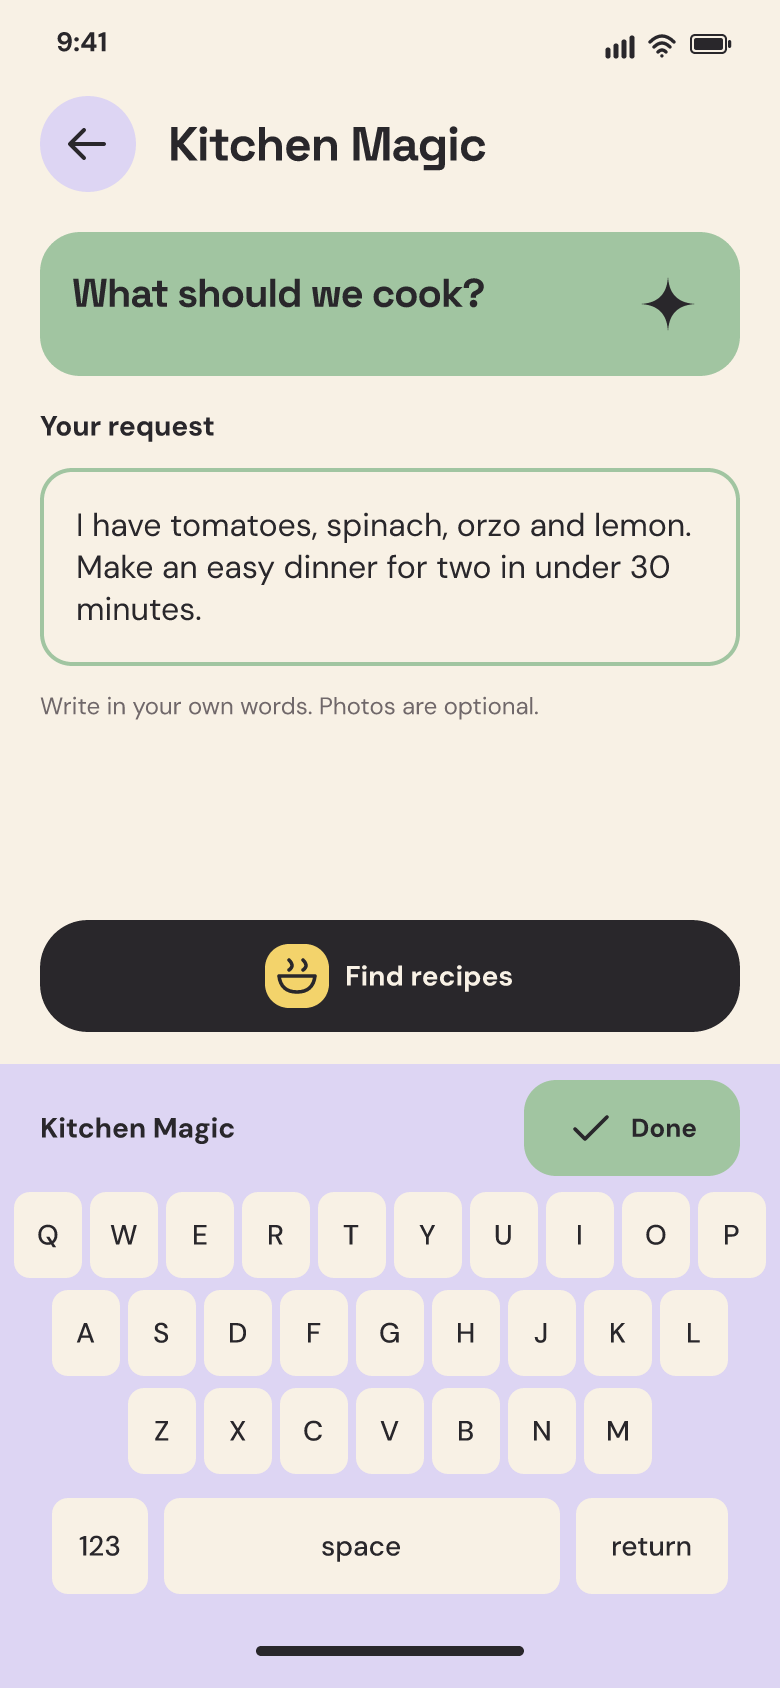 9:41
Kitchen Magic
What should we cook?
Your request
I have tomatoes, spinach, orzo and lemon.
Make an easy dinner for two in under 30
minutes.
Write in your own words. Photos are optional.
Find recipes
Kitchen Magic
Done
Q W E R T Y U I O P
A S D F G H J K L
Z X C V B N M
123 space return